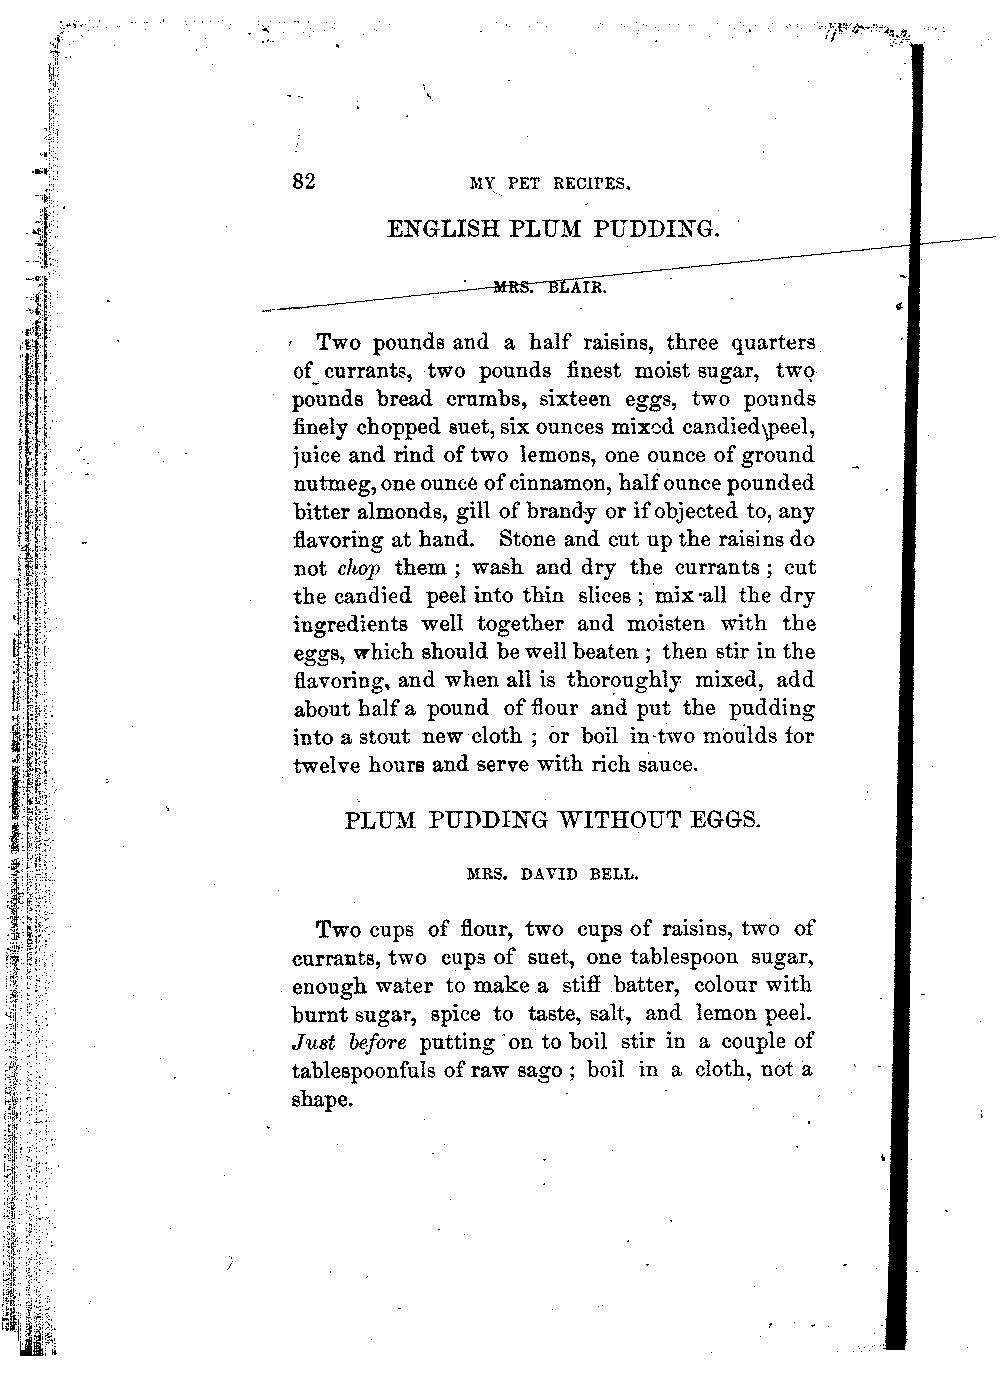 82 MY PET RECIPES.
ENGLISH PLUM PUDDING.
MRS. BLAIR.
Two pounds and a half raisins, three quarters
of currants, two pounds finest moist sugar, two
pounds bread crumbs, sixteen eggs, two pounds
finely chopped suet, six ounces mixed candied peel,
juice and rind of two lemons, one ounce of ground
nutmeg, one ounce of cinnamon, half ounce pounded
bitter almonds, gill of brandy or if objected to, any
flavoring at hand. Stone and cut up the raisins do
not chop them ; wash and dry the currants ; cut
the candied peel into thin slices ; mix all the dry
ingredients well together and moisten with the
eggs, which should be well beaten ; then stir in the
flavoring, and when all is thoroughly mixed, add
about half a pound of flour and put the pudding
into a stout new cloth ; or boil in two moulds for
twelve hours and serve with rich sauce.
PLUM PUDDING WITHOUT EGGS.
MRS. DAVID BELL.
Two cups of flour, two cups of raisins, two of
currants, two cups of suet, one tablespoon sugar,
enough water to make a stiff batter, colour with
burnt sugar, spice to taste, salt, and lemon peel.
Just before putting on to boil stir in a couple of
tablespoonfuls of raw sago ; boil in a cloth, not a
shape.